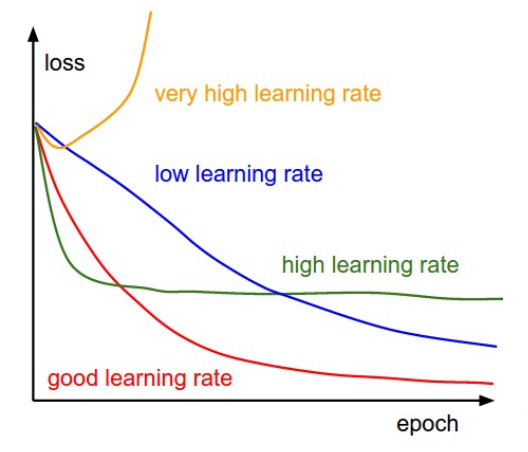 loss
very high learning rate
low learning rate
high learning rate
good learning rate
epoch